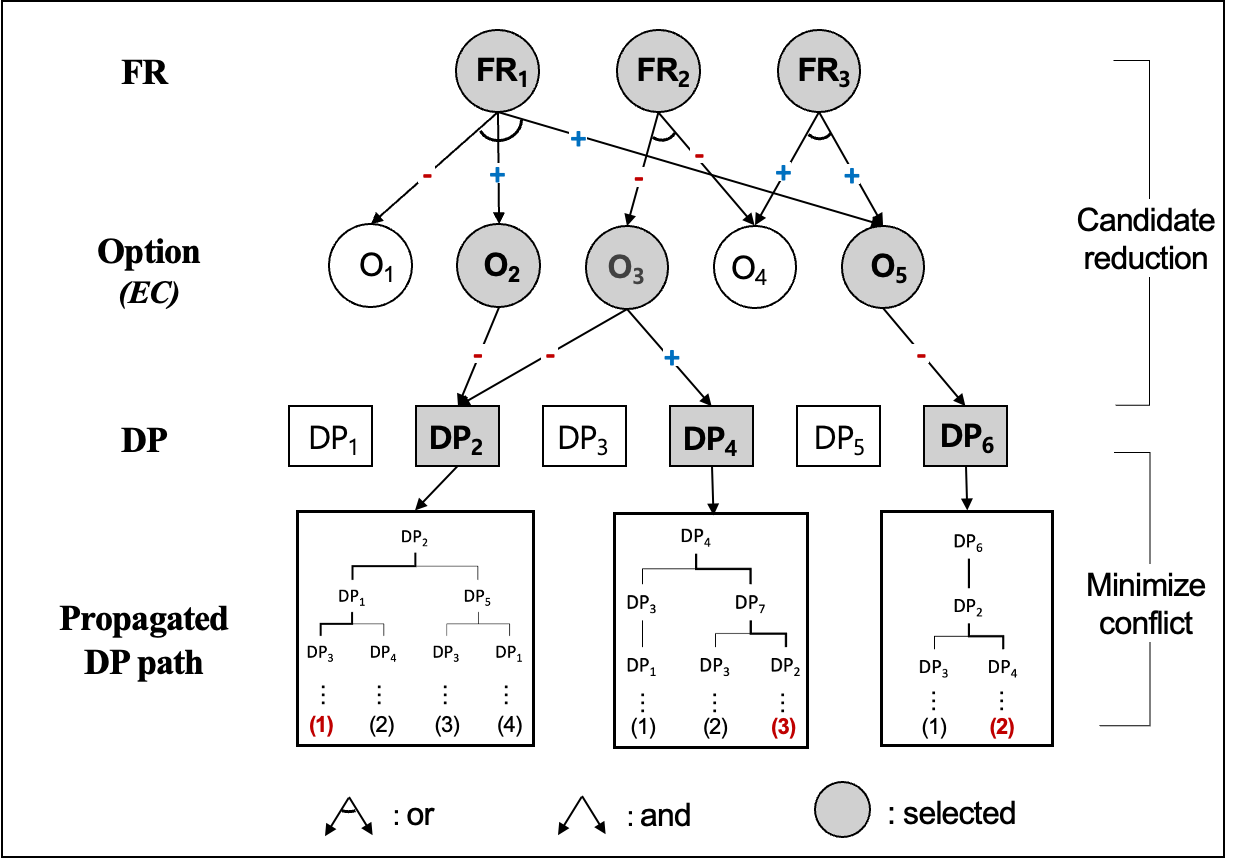 FR
FR₁ FR₂ FR₃
- + + - - + +
Candidate
reduction
Option
(EC)
O₁ O₂ O₃ O₄ O₅
- - + -
DP
DP₁ DP₂ DP₃ DP₄ DP₅ DP₆
Minimize
conflict
Propagated
DP path
DP₂
DP₁ DP₅
DP₃ DP₄ DP₃ DP₁
⋮ ⋮ ⋮ ⋮
(1) (2) (3) (4)
DP₄
DP₃ DP₇
DP₁ DP₃ DP₂
⋮ ⋮ ⋮
(1) (2) (3)
DP₆
DP₂
DP₃ DP₄
⋮ ⋮
(1) (2)
: or : and : selected